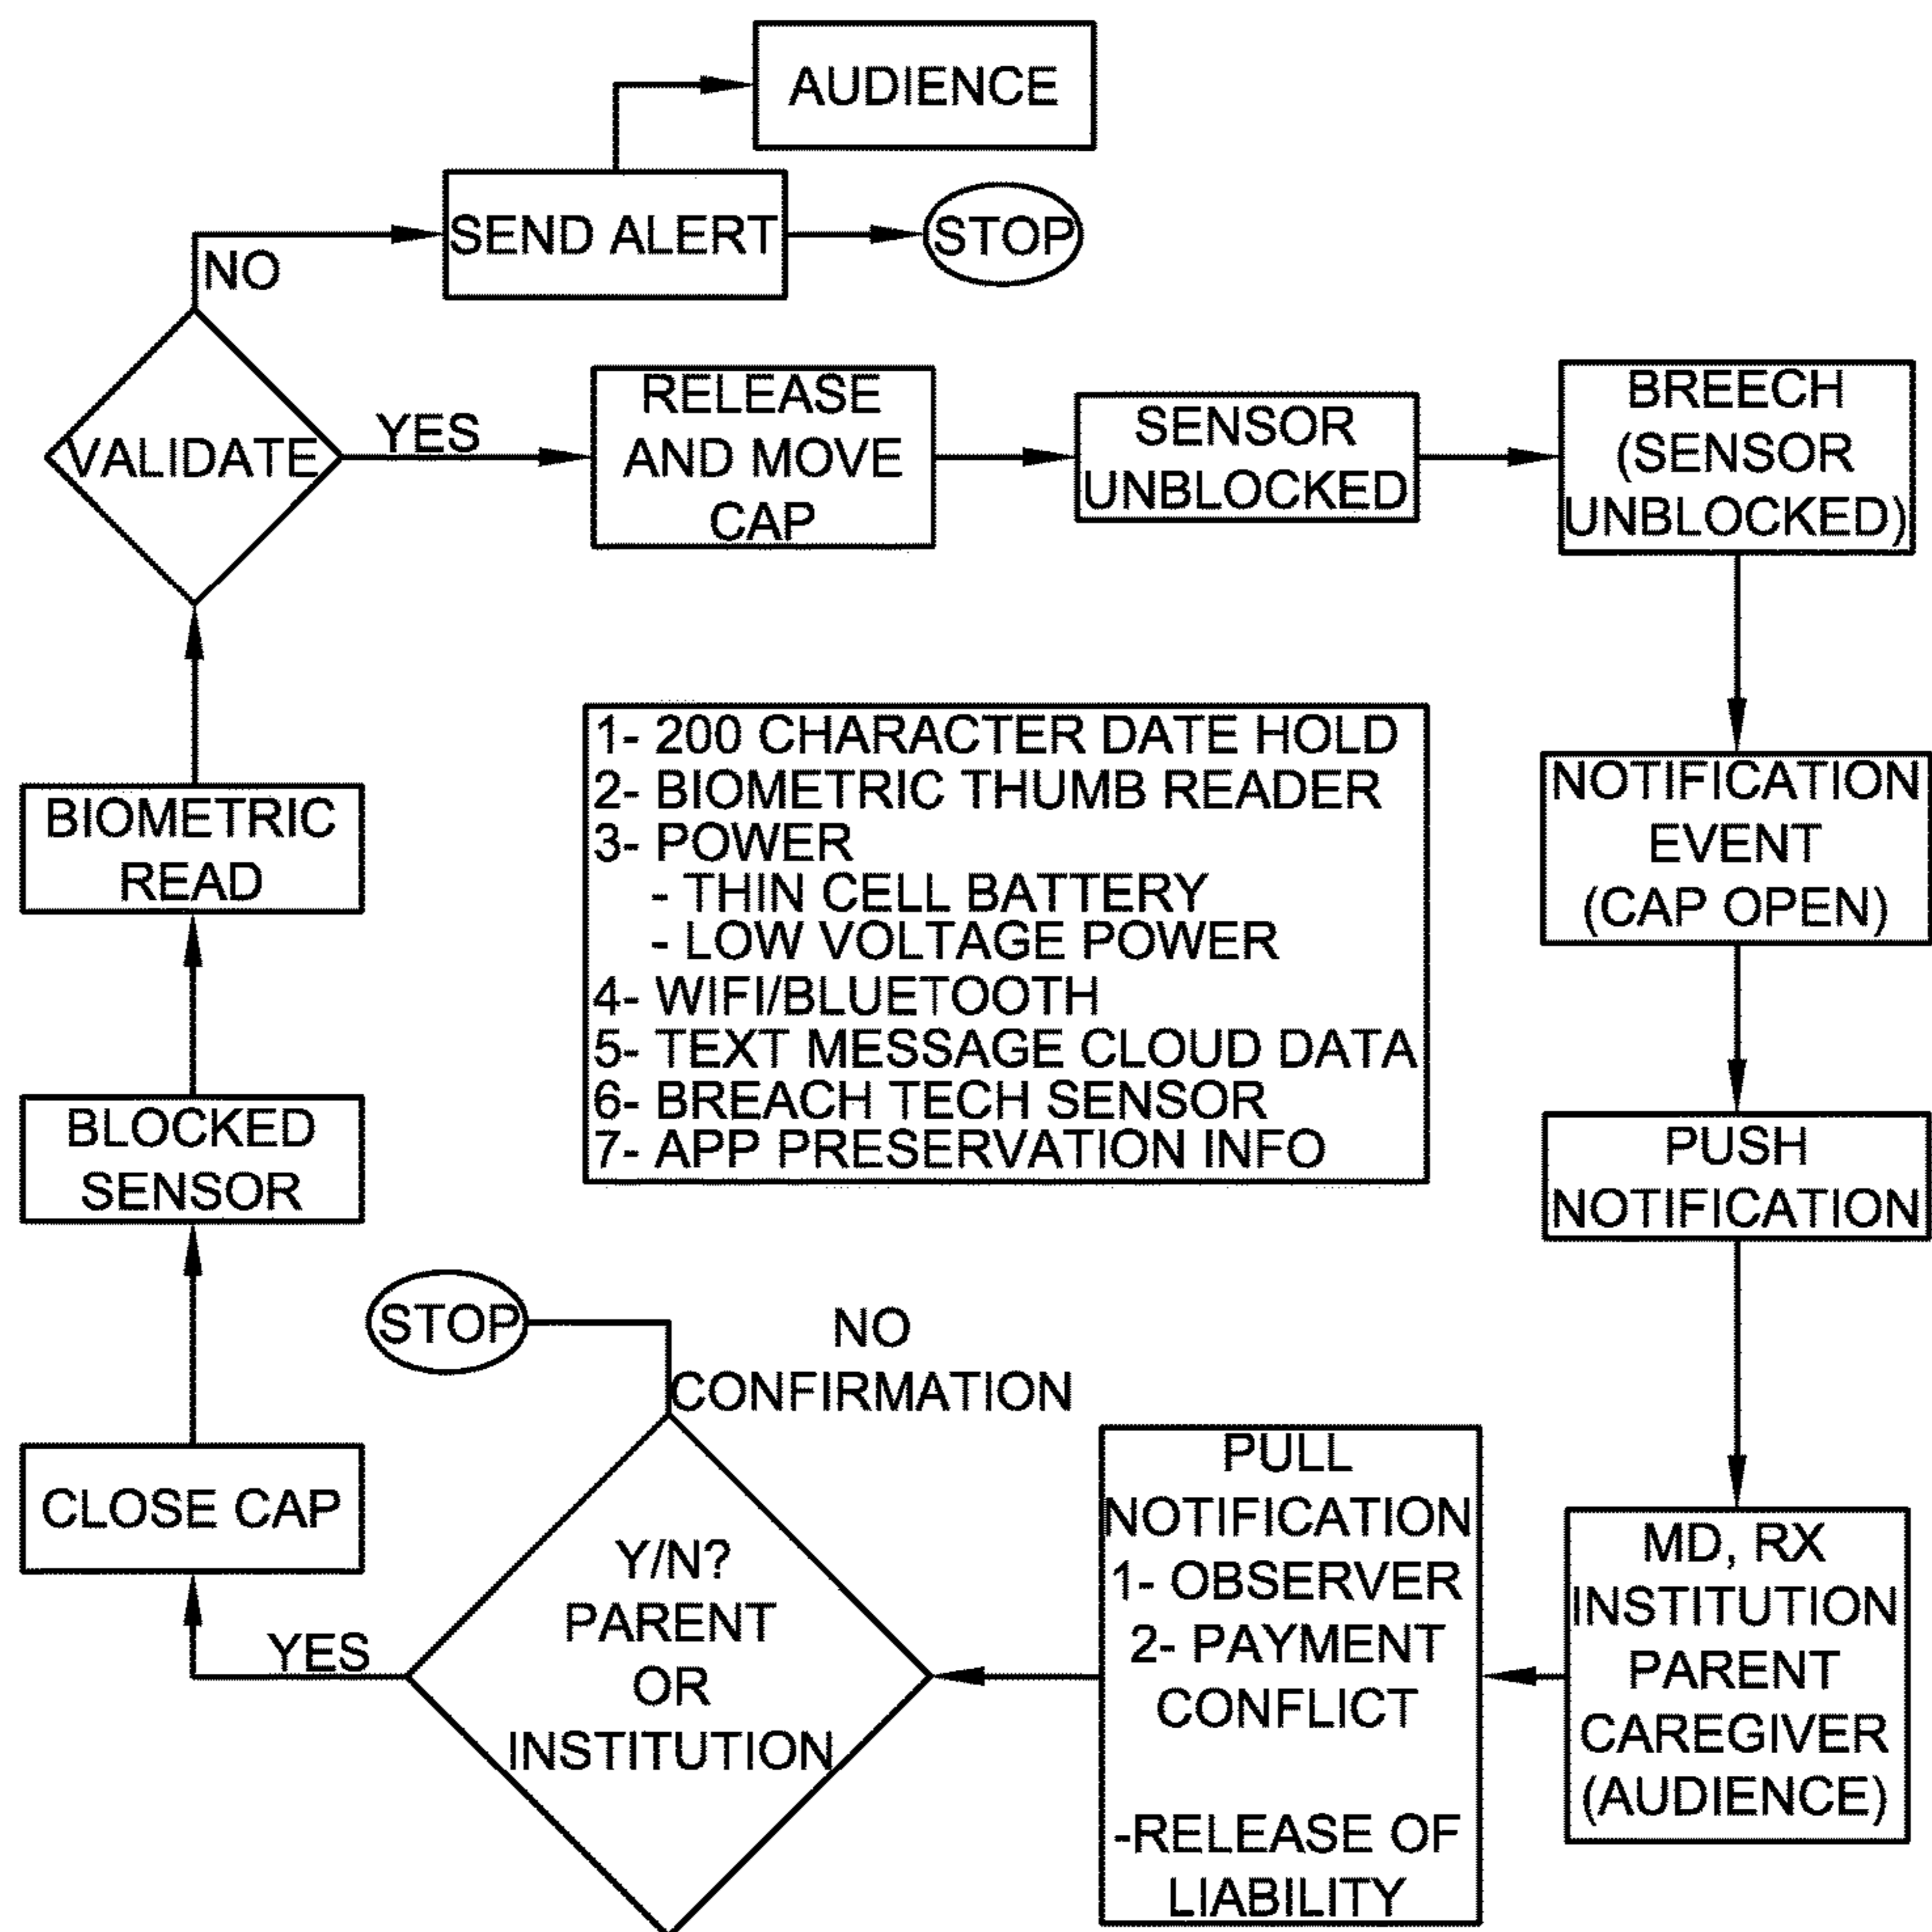 AUDIENCE
SEND ALERT
STOP
NO
VALIDATE
YES
RELEASE
AND MOVE
CAP
SENSOR
UNBLOCKED
BREECH
(SENSOR
UNBLOCKED)
BIOMETRIC
READ
1- 200 CHARACTER DATE HOLD
2- BIOMETRIC THUMB READER
3- POWER
- THIN CELL BATTERY
- LOW VOLTAGE POWER
4- WIFI/BLUETOOTH
5- TEXT MESSAGE CLOUD DATA
6- BREACH TECH SENSOR
7- APP PRESERVATION INFO
NOTIFICATION
EVENT
(CAP OPEN)
BLOCKED
SENSOR
PUSH
NOTIFICATION
STOP
NO
CONFIRMATION
CLOSE CAP
YES
Y/N?
PARENT
OR
INSTITUTION
PULL
NOTIFICATION
1- OBSERVER
2- PAYMENT
CONFLICT
-RELEASE OF
LIABILITY
MD, RX
INSTITUTION
PARENT
CAREGIVER
(AUDIENCE)